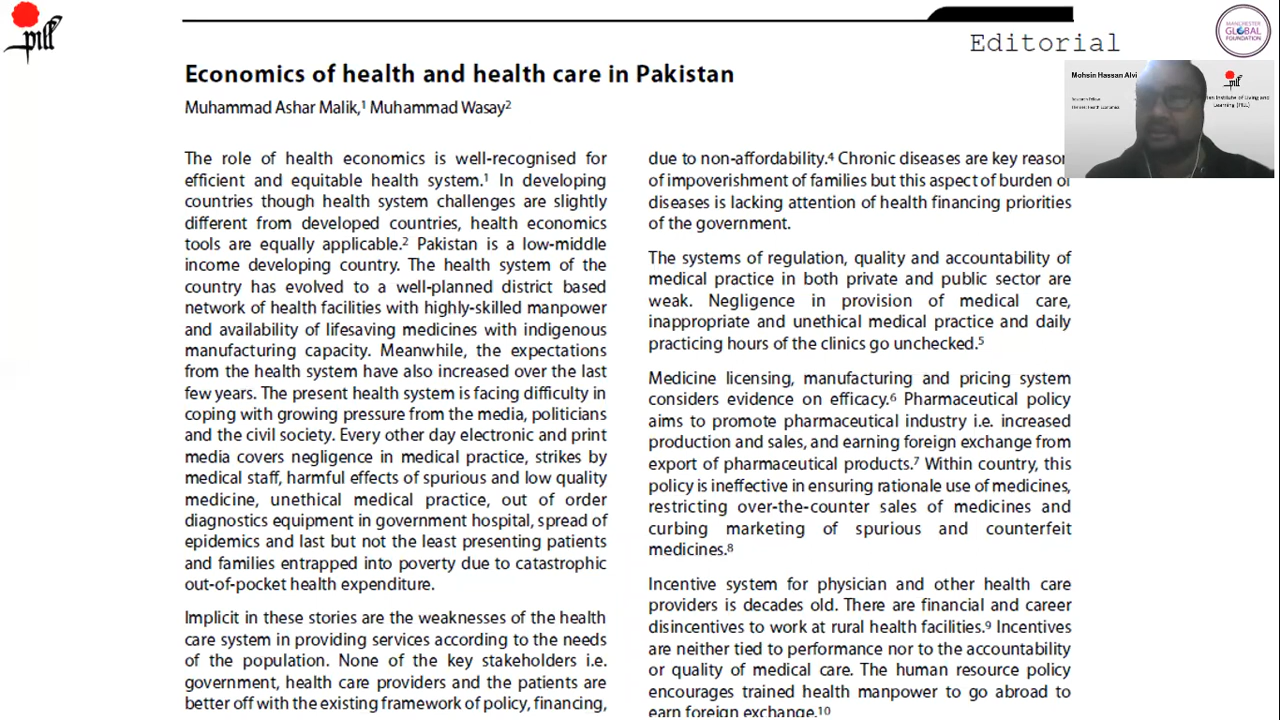 pill
Editorial
MANCHESTER
GLOBAL
FOUNDATION
Mohsin Hassan Alvi
Learning (PILL)
Economics of health and health care in Pakistan
Muhammad Ashar Malik,¹ Muhammad Wasay²
The role of health economics is well-recognised for
efficient and equitable health system.¹ In developing
countries though health system challenges are slightly
different from developed countries, health economics
tools are equally applicable.² Pakistan is a low-middle
income developing country. The health system of the
country has evolved to a well-planned district based
network of health facilities with highly-skilled manpower
and availability of lifesaving medicines with indigenous
manufacturing capacity. Meanwhile, the expectations
from the health system have also increased over the last
few years. The present health system is facing difficulty in
coping with growing pressure from the media, politicians
and the civil society. Every other day electronic and print
media covers negligence in medical practice, strikes by
medical staff, harmful effects of spurious and low quality
medicine, unethical medical practice, out of order
diagnostics equipment in government hospital, spread of
epidemics and last but not the least presenting patients
and families entrapped into poverty due to catastrophic
out-of-pocket health expenditure.
Implicit in these stories are the weaknesses of the health
care system in providing services according to the needs
of the population. None of the key stakeholders i.e.
government, health care providers and the patients are
better off with the existing framework of policy, financing,
due to non-affordability.⁴ Chronic diseases are key reason
of impoverishment of families but this aspect of burden of
diseases is lacking attention of health financing priorities
of the government.
The systems of regulation, quality and accountability of
medical practice in both private and public sector are
weak. Negligence in provision of medical care,
inappropriate and unethical medical practice and daily
practicing hours of the clinics go unchecked.⁵
Medicine licensing, manufacturing and pricing system
considers evidence on efficacy.⁶ Pharmaceutical policy
aims to promote pharmaceutical industry i.e. increased
production and sales, and earning foreign exchange from
export of pharmaceutical products.⁷ Within country, this
policy is ineffective in ensuring rationale use of medicines,
restricting over-the-counter sales of medicines and
curbing marketing of spurious and counterfeit
medicines.⁸
Incentive system for physician and other health care
providers is decades old. There are financial and career
disincentives to work at rural health facilities.⁹ Incentives
are neither tied to performance nor to the accountability
or quality of medical care. The human resource policy
encourages trained health manpower to go abroad to
earn foreign exchange.¹⁰